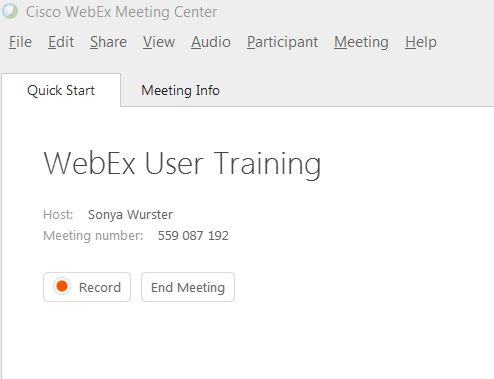 Cisco WebEx Meeting Center
File Edit Share View Audio Participant Meeting Help
Quick Start Meeting Info
WebEx User Training
Host: Sonya Wurster
Meeting number: 559 087 192
Record End Meeting